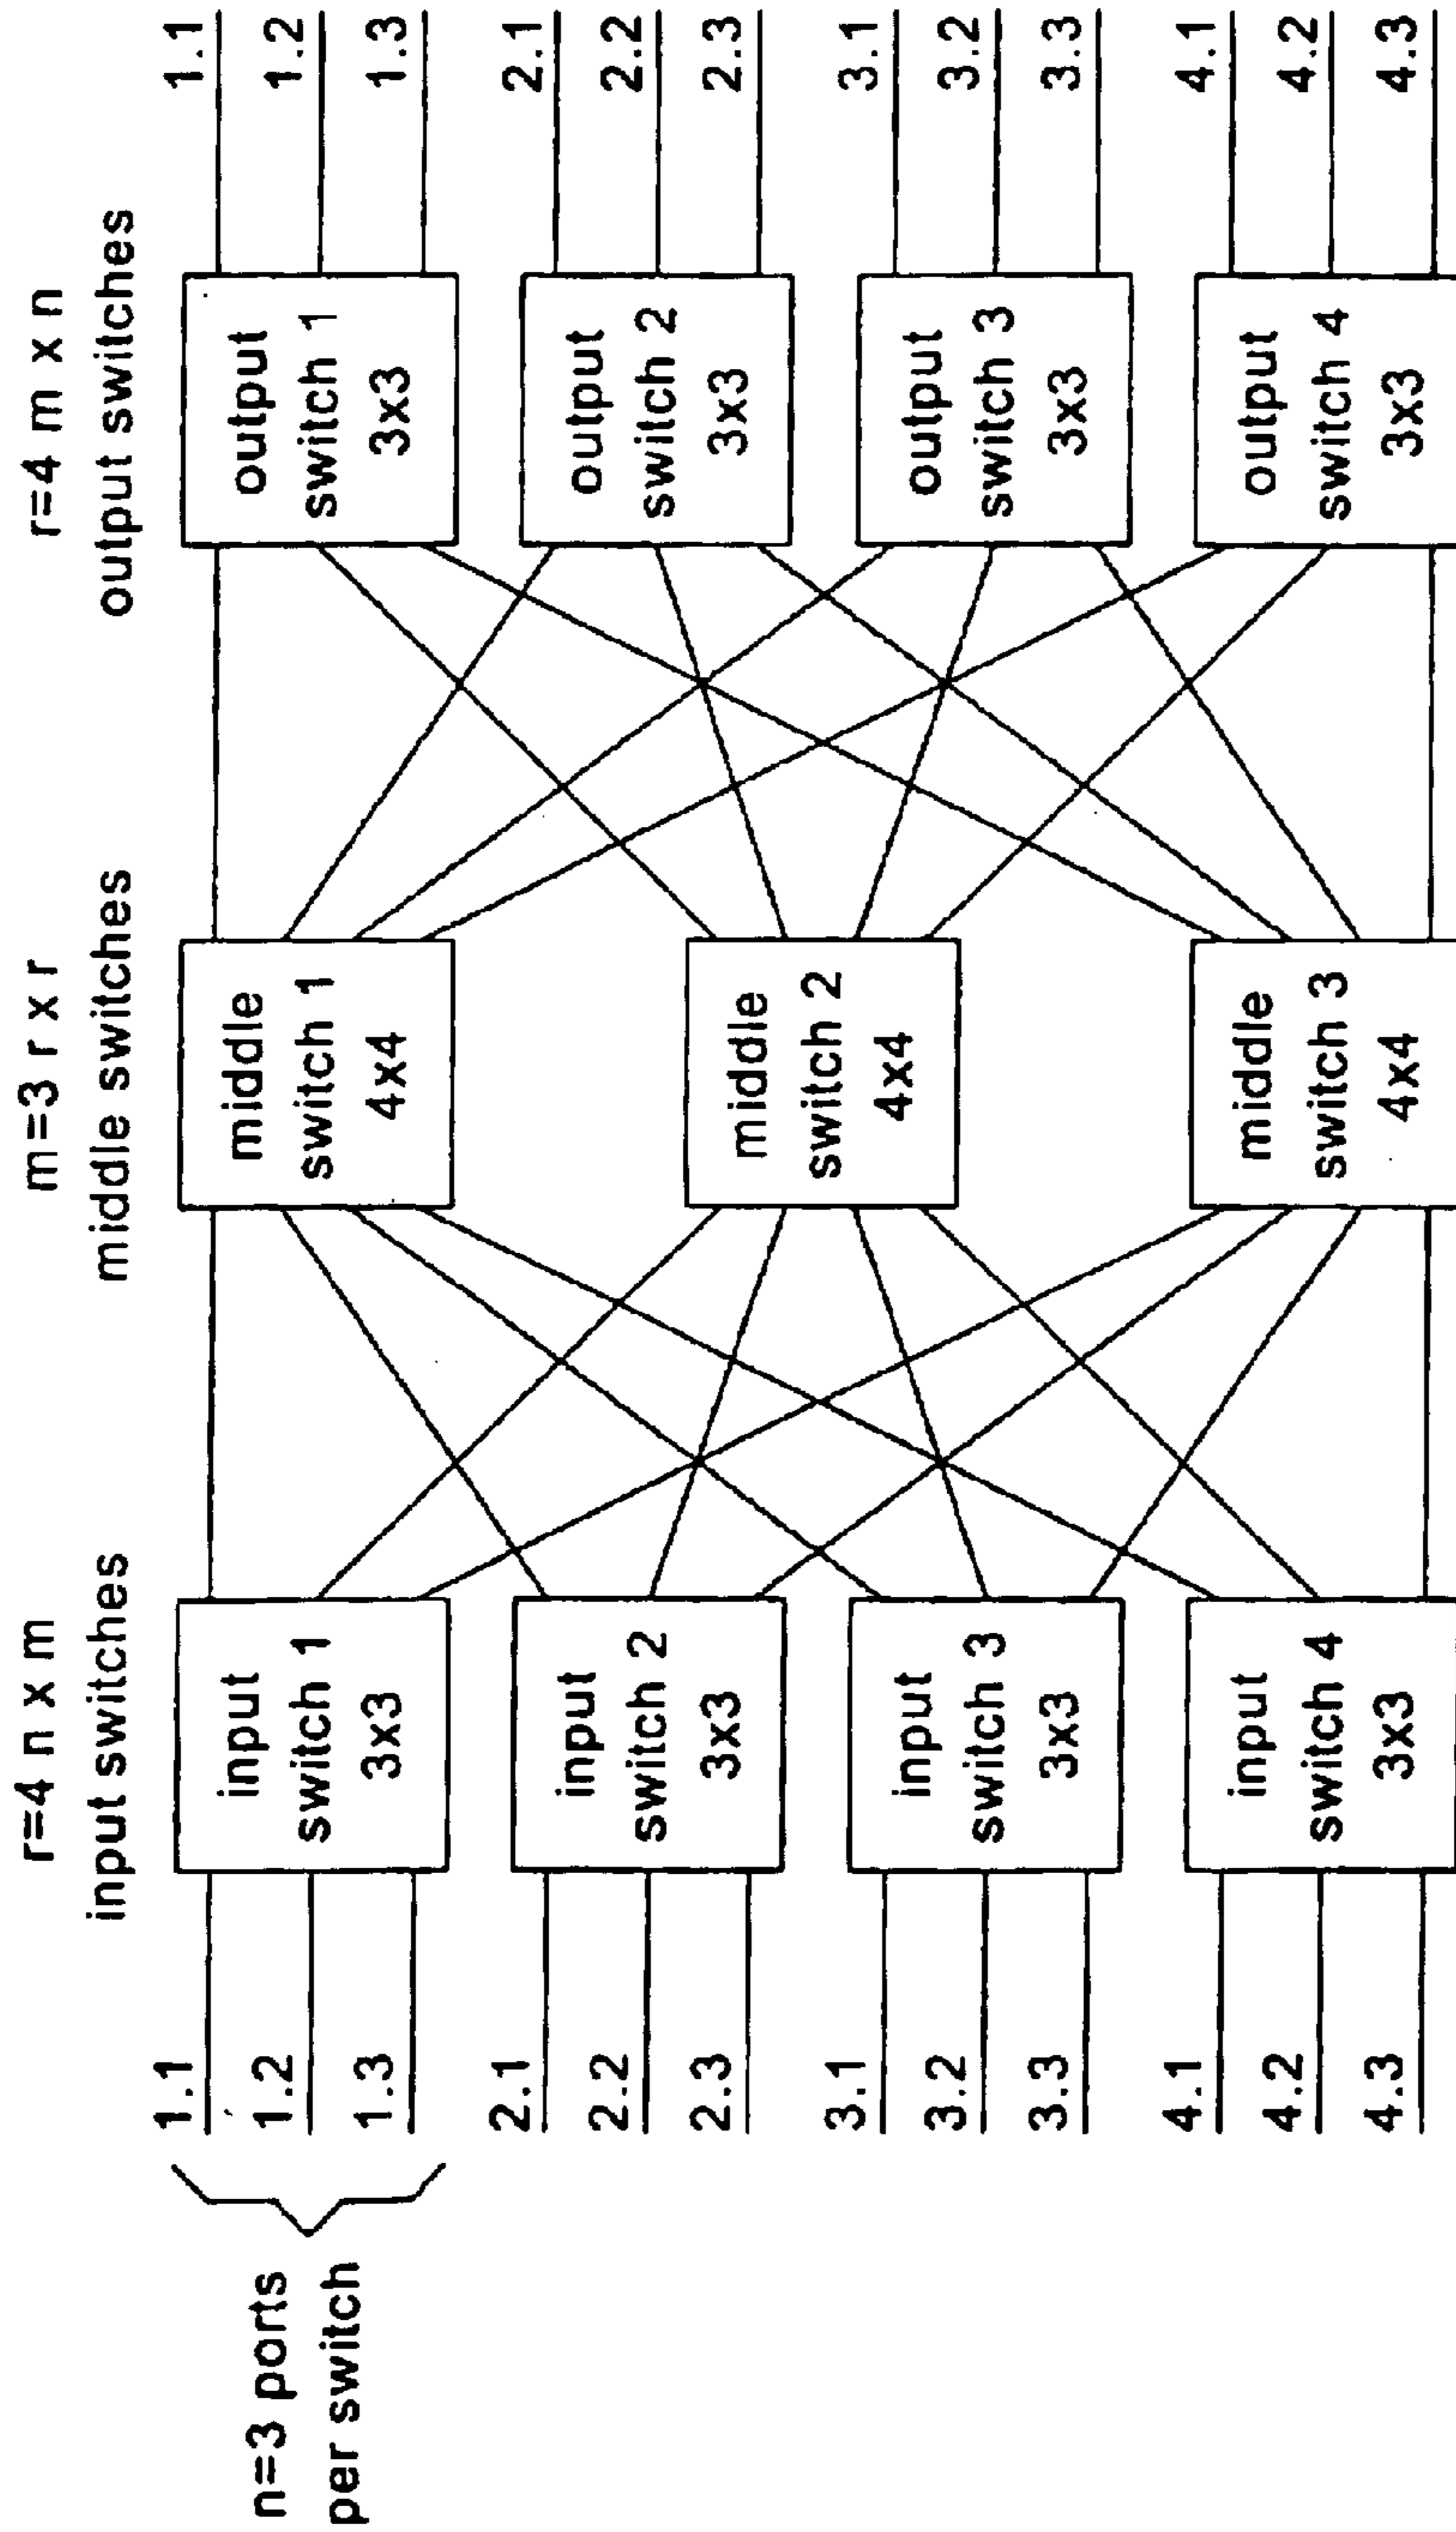 r=4 n x m
input switches
m=3 r x r
middle switches
r=4 m x n
output switches
n=3 ports
per switch
1.1
1.2
1.3
2.1
2.2
2.3
3.1
3.2
3.3
4.1
4.2
4.3
input
switch 1
3x3
input
switch 2
3x3
input
switch 3
3x3
input
switch 4
3x3
middle
switch 1
4x4
middle
switch 2
4x4
middle
switch 3
4x4
output
switch 1
3x3
output
switch 2
3x3
output
switch 3
3x3
output
switch 4
3x3
1.1
1.2
1.3
2.1
2.2
2.3
3.1
3.2
3.3
4.1
4.2
4.3